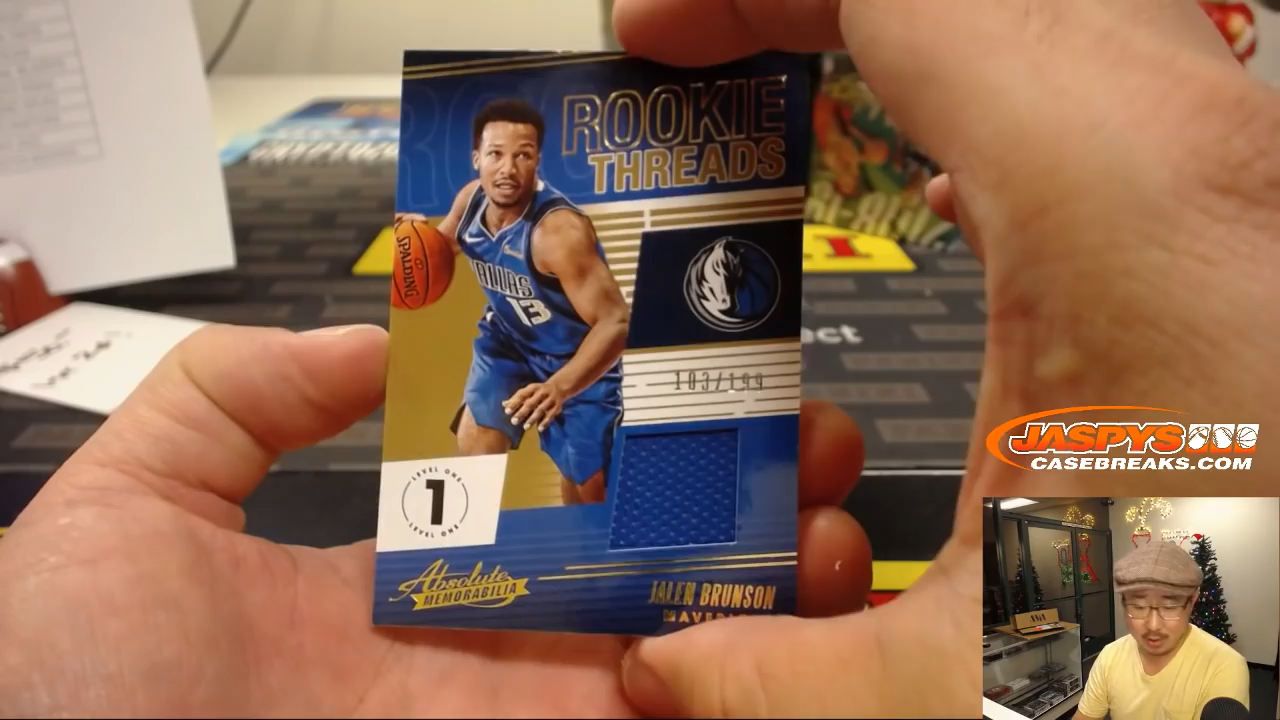 ROOKIE
THREADS
SPALDING
DALLAS
13
103/199
LEVEL ONE
1
LEVEL ONE
Absolute
MEMORABILIA
JALEN BRUNSON
JASPYS
CASEBREAKS.COM